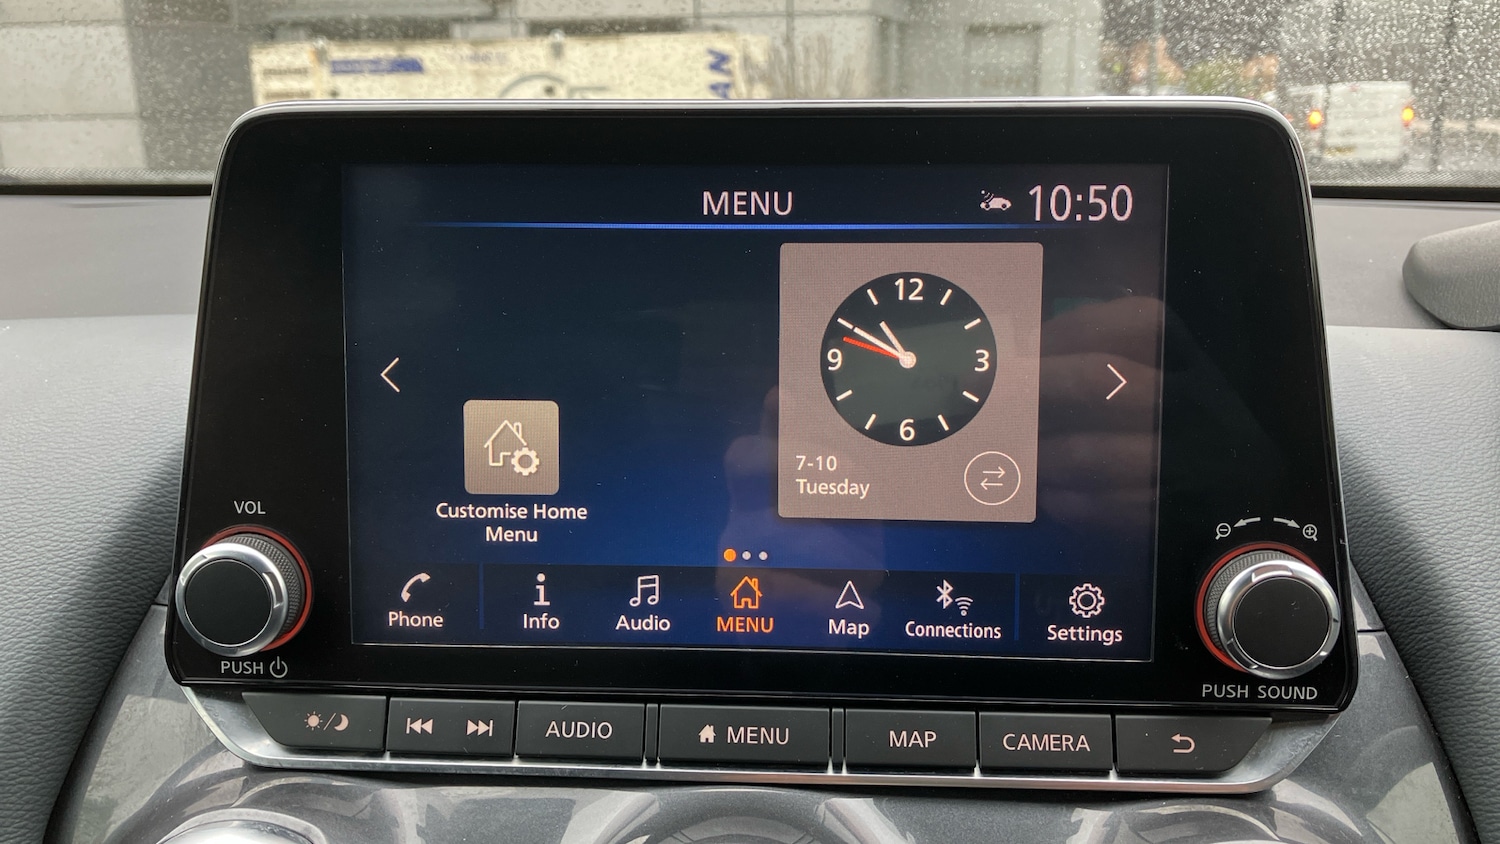 AN
MENU 10:50
12
9 3
6
7-10
Tuesday
Customise Home
Menu
Phone Info Audio MENU Map Connections Settings
VOL
PUSH
PUSH SOUND
AUDIO MENU MAP CAMERA